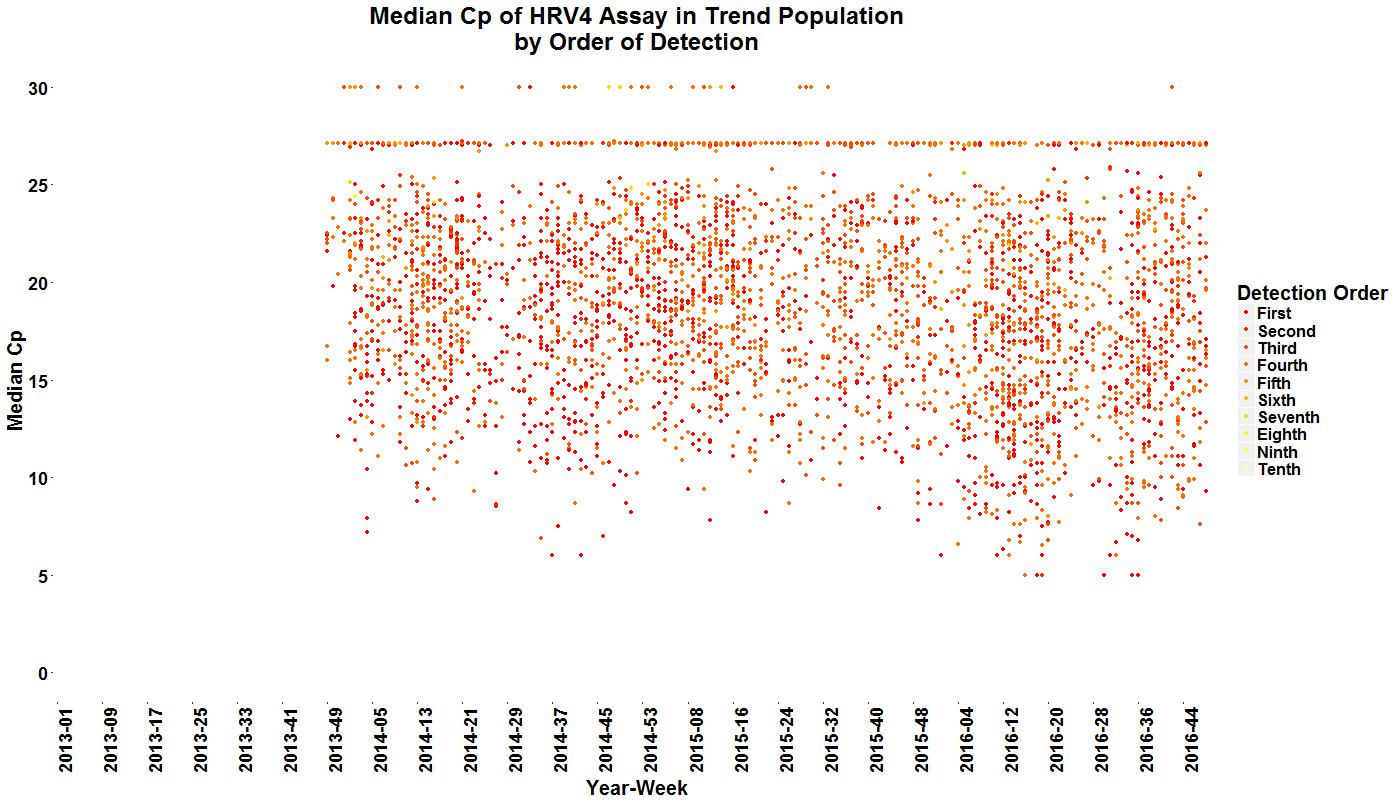 Median Cp of HRV4 Assay in Trend Population
by Order of Detection
30
25
20
15
10
5
0
Median Cp
2013-01
2013-09
2013-17
2013-25
2013-33
2013-41
2013-49
2014-05
2014-13
2014-21
2014-29
2014-37
2014-45
2014-53
2015-08
2015-16
2015-24
2015-32
2015-40
2015-48
2016-04
2016-12
2016-20
2016-28
2016-36
2016-44
Year-Week
Detection Order
First
Second
Third
Fourth
Fifth
Sixth
Seventh
Eighth
Ninth
Tenth